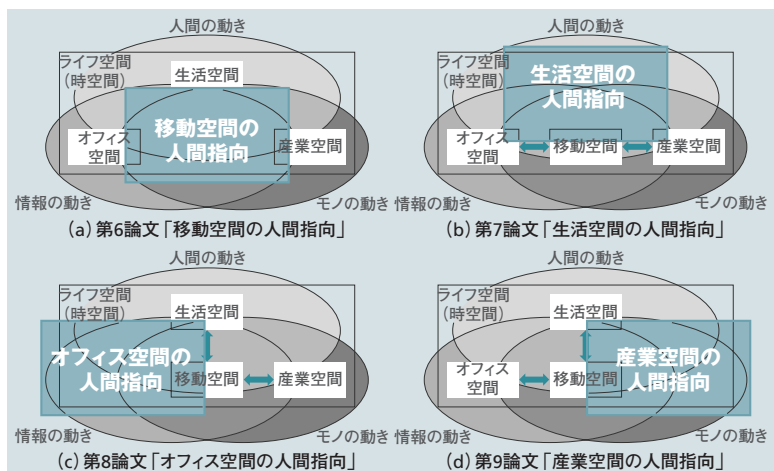 人間の動き
ライフ空間
(時空間)
生活空間
移動空間の
人間指向
オフィス
空間
産業空間
情報の動き
モノの動き
(a)第6論文「移動空間の人間指向」
人間の動き
ライフ空間
(時空間)
生活空間の
人間指向
オフィス
空間
移動空間
産業空間
情報の動き
モノの動き
(b)第7論文「生活空間の人間指向」
人間の動き
ライフ空間
(時空間)
生活空間
オフィス空間の
人間指向
移動空間
産業空間
情報の動き
モノの動き
(c)第8論文「オフィス空間の人間指向」
人間の動き
ライフ空間
(時空間)
生活空間
オフィス
空間
移動空間
産業空間の
人間指向
情報の動き
モノの動き
(d)第9論文「産業空間の人間指向」